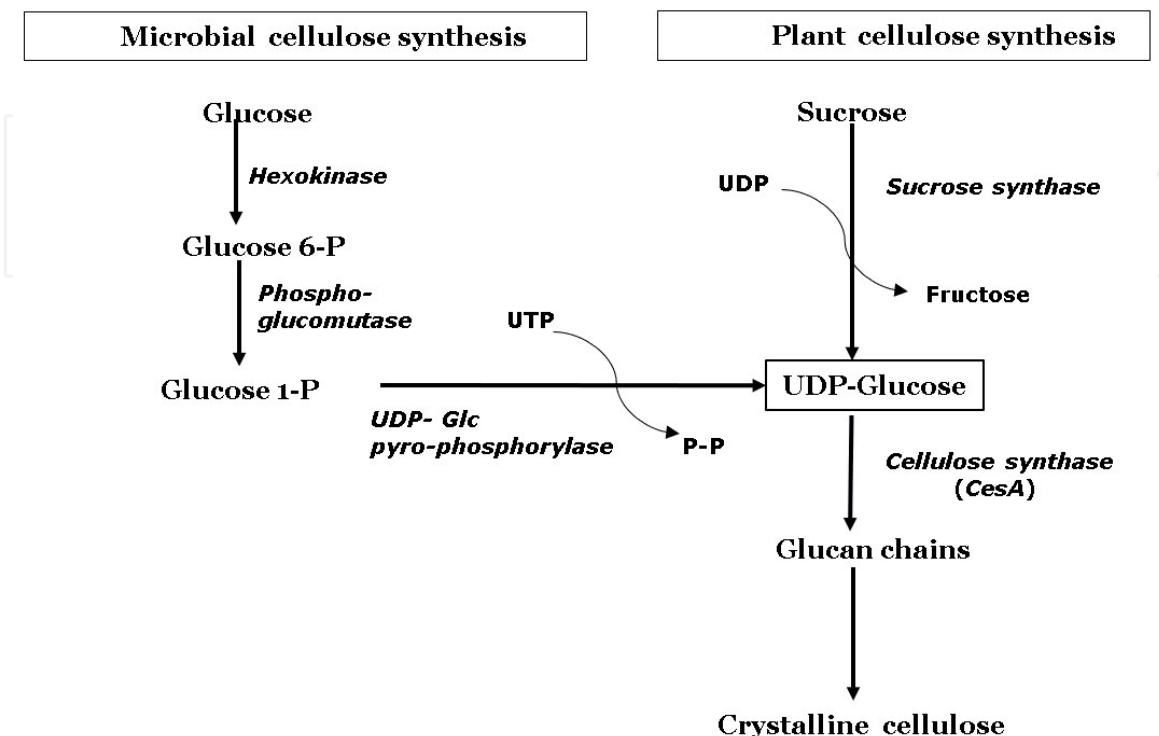 Microbial cellulose synthesis
Plant cellulose synthesis
Glucose
Hexokinase
Glucose 6-P
Phospho-
glucomutase
Glucose 1-P
UTP
UDP- Glc
pyro-phosphorylase
P-P
Sucrose
UDP
Sucrose synthase
Fructose
UDP-Glucose
Cellulose synthase
(CesA)
Glucan chains
Crystalline cellulose